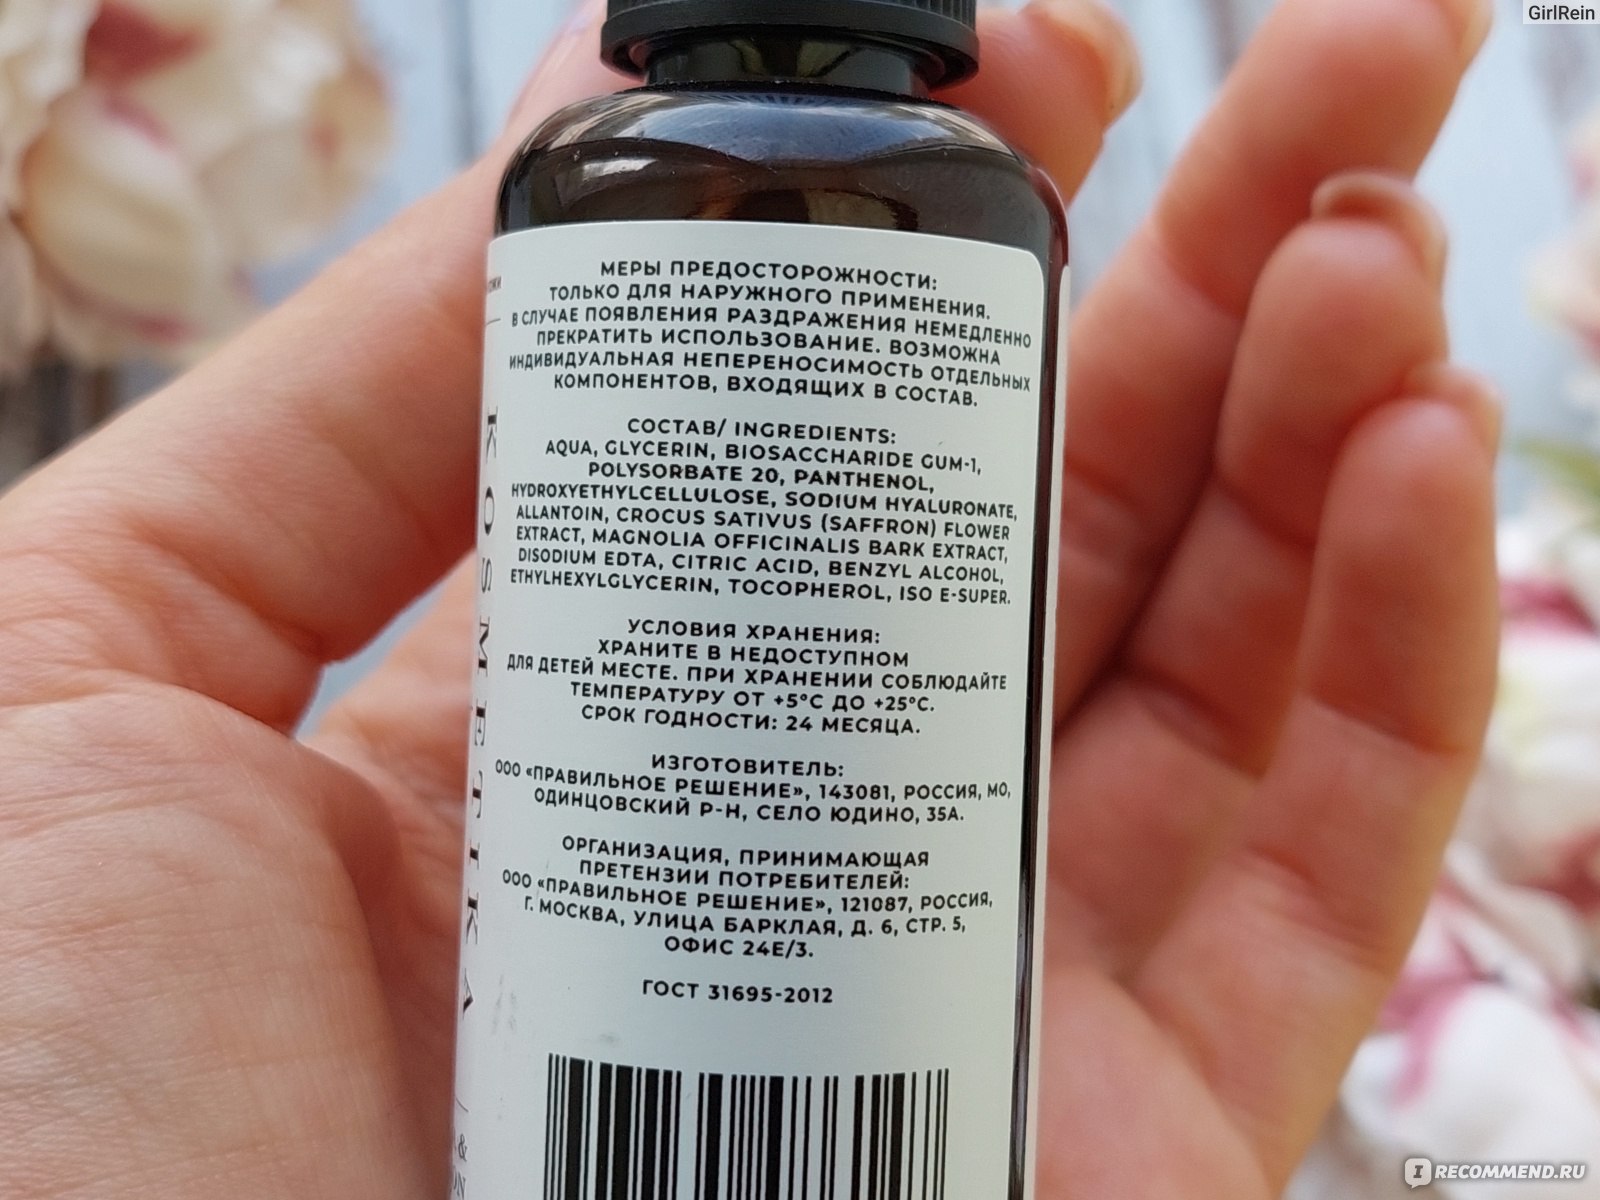 GirlRein
МЕРЫ ПРЕДОСТОРОЖНОСТИ:
ТОЛЬКО ДЛЯ НАРУЖНОГО ПРИМЕНЕНИЯ.
В СЛУЧАЕ ПОЯВЛЕНИЯ РАЗДРАЖЕНИЯ НЕМЕДЛЕННО
ПРЕКРАТИТЬ ИСПОЛЬЗОВАНИЕ. ВОЗМОЖНА
ИНДИВИДУАЛЬНАЯ НЕПЕРЕНОСИМОСТЬ ОТДЕЛЬНЫХ
КОМПОНЕНТОВ, ВХОДЯЩИХ В СОСТАВ.
СОСТАВ/ INGREDIENTS:
AQUA, GLYCERIN, BIOSACCHARIDE GUM-1,
POLYSORBATE 20, PANTHENOL,
HYDROXYETHYLCELLULOSE, SODIUM HYALURONATE,
ALLANTOIN, CROCUS SATIVUS (SAFFRON) FLOWER
EXTRACT, MAGNOLIA OFFICINALIS BARK EXTRACT,
DISODIUM EDTA, CITRIC ACID, BENZYL ALCOHOL,
ETHYLHEXYLGLYCERIN, TOCOPHEROL, ISO E-SUPER.
УСЛОВИЯ ХРАНЕНИЯ:
ХРАНИТЕ В НЕДОСТУПНОМ
ДЛЯ ДЕТЕЙ МЕСТЕ. ПРИ ХРАНЕНИИ СОБЛЮДАЙТЕ
ТЕМПЕРАТУРУ ОТ +5°C ДО +25°C.
СРОК ГОДНОСТИ: 24 МЕСЯЦА.
ИЗГОТОВИТЕЛЬ:
ООО «ПРАВИЛЬНОЕ РЕШЕНИЕ», 143081, РОССИЯ, МО,
ОДИНЦОВСКИЙ Р-Н, СЕЛО ЮДИНО, 35А.
ОРГАНИЗАЦИЯ, ПРИНИМАЮЩАЯ
ПРЕТЕНЗИИ ПОТРЕБИТЕЛЕЙ:
ООО «ПРАВИЛЬНОЕ РЕШЕНИЕ», 121087, РОССИЯ,
Г. МОСКВА, УЛИЦА БАРКЛАЯ, Д. 6, СТР. 5,
ОФИС 24Е/3.
ГОСТ 31695-2012
KOSMETIKA
&
I RECOMMEND.RU